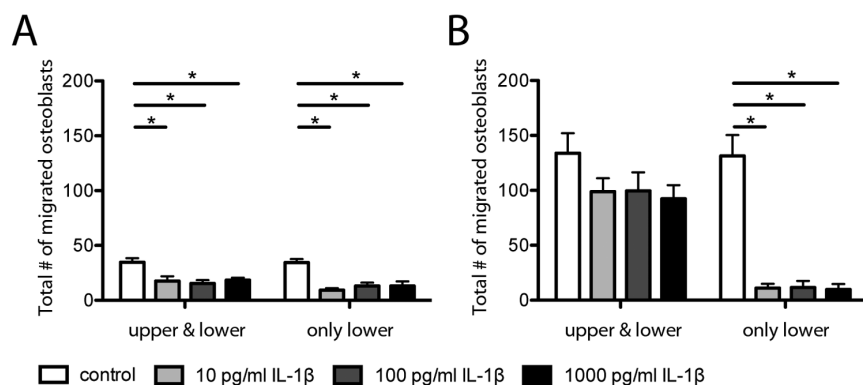 A
Total # of migrated osteoblasts
200
150
100
50
0
*
*
*
*
*
*
upper & lower
only lower
B
Total # of migrated osteoblasts
200
150
100
50
0
*
*
*
upper & lower
only lower
control
10 pg/ml IL-1β
100 pg/ml IL-1β
1000 pg/ml IL-1β